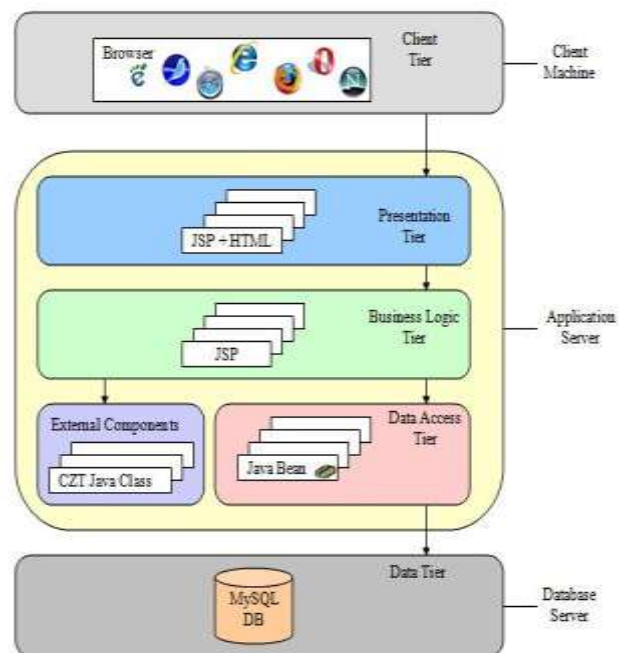 Browser
Client
Tier
Client
Machine
Presentation
Tier
JSP + HTML
Business Logic
Tier
JSP
Application
Server
External Components
CZT Java Class
Data Access
Tier
Java Bean
Data Tier
MySQL
DB
Database
Server